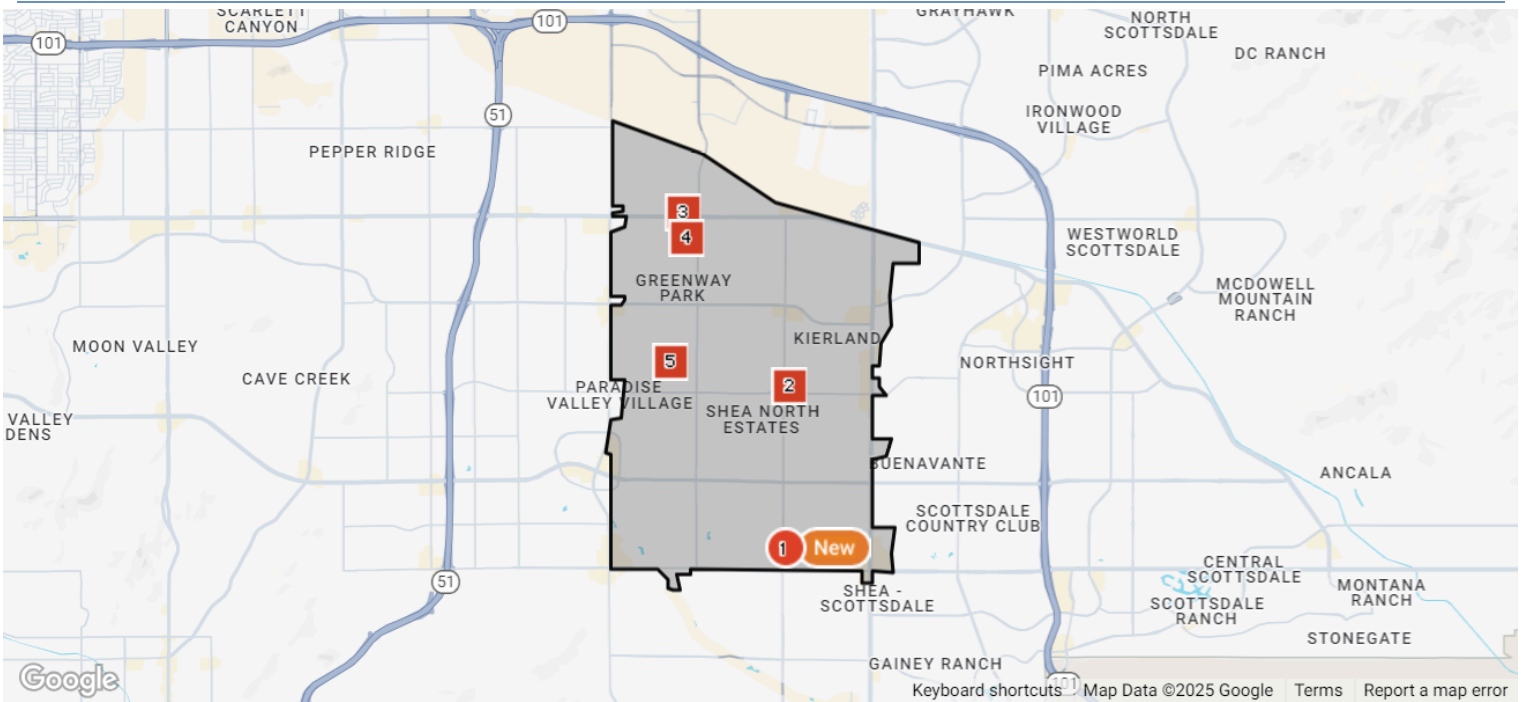 SCARLETT
CANYON
101
101
GRAYHAWK
NORTH
SCOTTSDALE
DC RANCH
PIMA ACRES
IRONWOOD
VILLAGE
51
PEPPER RIDGE
3
4
WESTWORLD
SCOTTSDALE
GREENWAY
PARK
MCDOWELL
MOUNTAIN
RANCH
KIERLAND
MOON VALLEY
CAVE CREEK
5
NORTHSIGHT
2
PARADISE
VALLEY VILLAGE
101
SHEA NORTH
ESTATES
VALLEY
DENS
BUENAVANTE
ANCALA
SCOTTSDALE
COUNTRY CLUB
1 New
51
CENTRAL
SCOTTSDALE
SHEA -
SCOTTSDALE
MONTANA
RANCH
SCOTTSDALE
RANCH
STONEGATE
GAINEY RANCH
Google
101
Keyboard shortcuts Map Data ©2025 Google Terms Report a map error